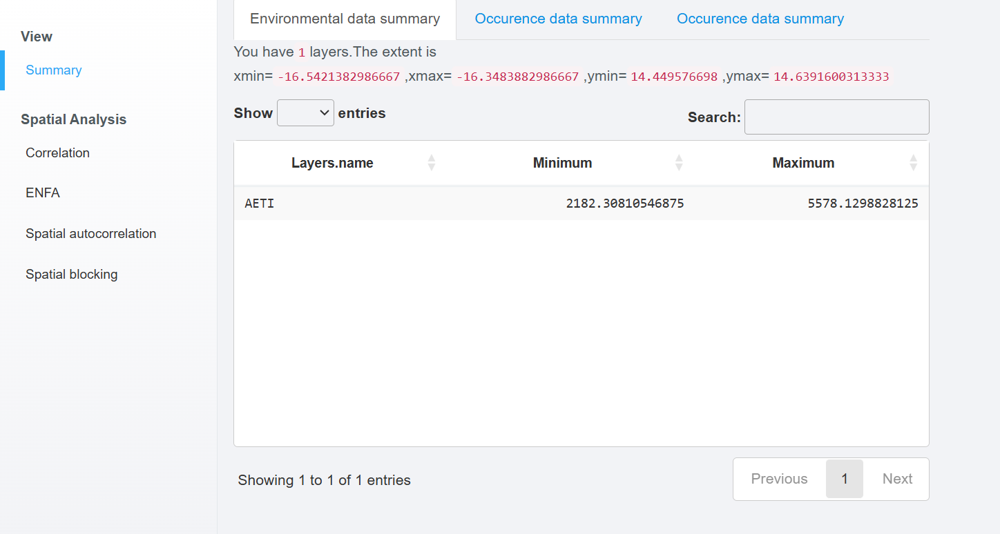 View
Summary
Spatial Analysis
Correlation
ENFA
Spatial autocorrelation
Spatial blocking
Environmental data summary Occurence data summary Occurence data summary
You have 1 layers.The extent is
xmin= -16.5421382986667 ,xmax= -16.3483882986667 ,ymin= 14.449576698 ,ymax= 14.6391600313333
Show entries Search:
Layers.name Minimum Maximum
AETI 2182.30810546875 5578.1298828125
Showing 1 to 1 of 1 entries
Previous 1 Next